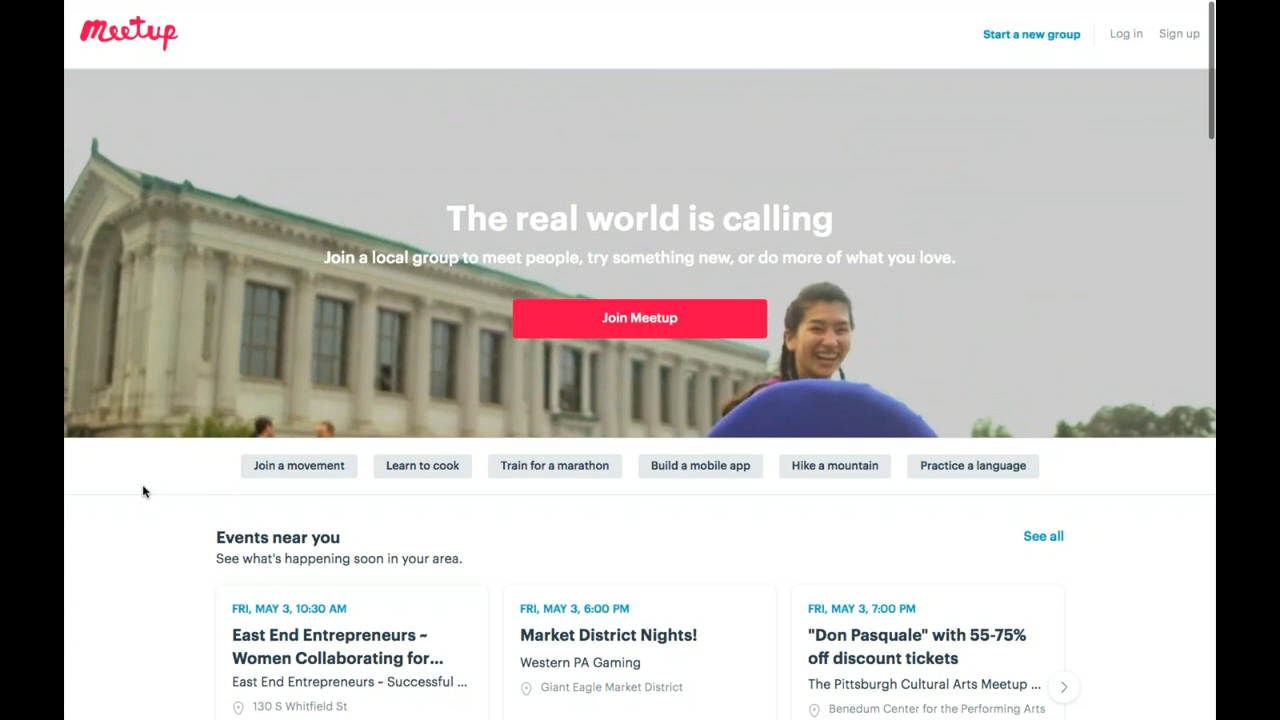 Meetup
Start a new group
Log in
Sign up
The real world is calling
Join a local group to meet people, try something new, or do more of what you love.
Join Meetup
Join a movement
Learn to cook
Train for a marathon
Build a mobile app
Hike a mountain
Practice a language
Events near you
See all
See what's happening soon in your area.
FRI, MAY 3, 10:30 AM
East End Entrepreneurs ~
Women Collaborating for...
East End Entrepreneurs ~ Successful ...
130 S Whitfield St
FRI, MAY 3, 6:00 PM
Market District Nights!
Western PA Gaming
Giant Eagle Market District
FRI, MAY 3, 7:00 PM
"Don Pasquale" with 55-75%
off discount tickets
The Pittsburgh Cultural Arts Meetup ...
Benedum Center for the Performing Arts